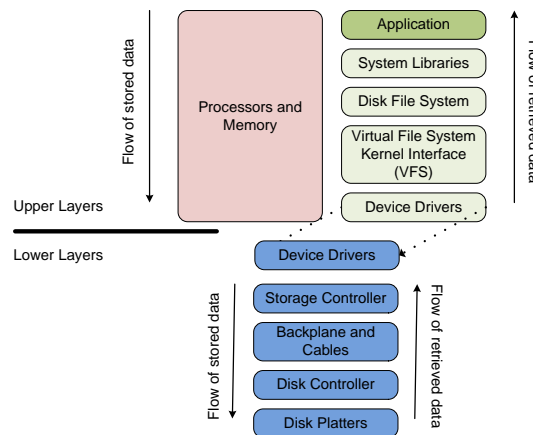 Flow of stored data
Processors and
Memory
Application
System Libraries
Disk File System
Virtual File System
Kernel Interface
(VFS)
Device Drivers
Flow of retrieved data
Upper Layers
Lower Layers
Device Drivers
Storage Controller
Backplane and
Cables
Disk Controller
Disk Platters
Flow of stored data
Flow of retrieved data